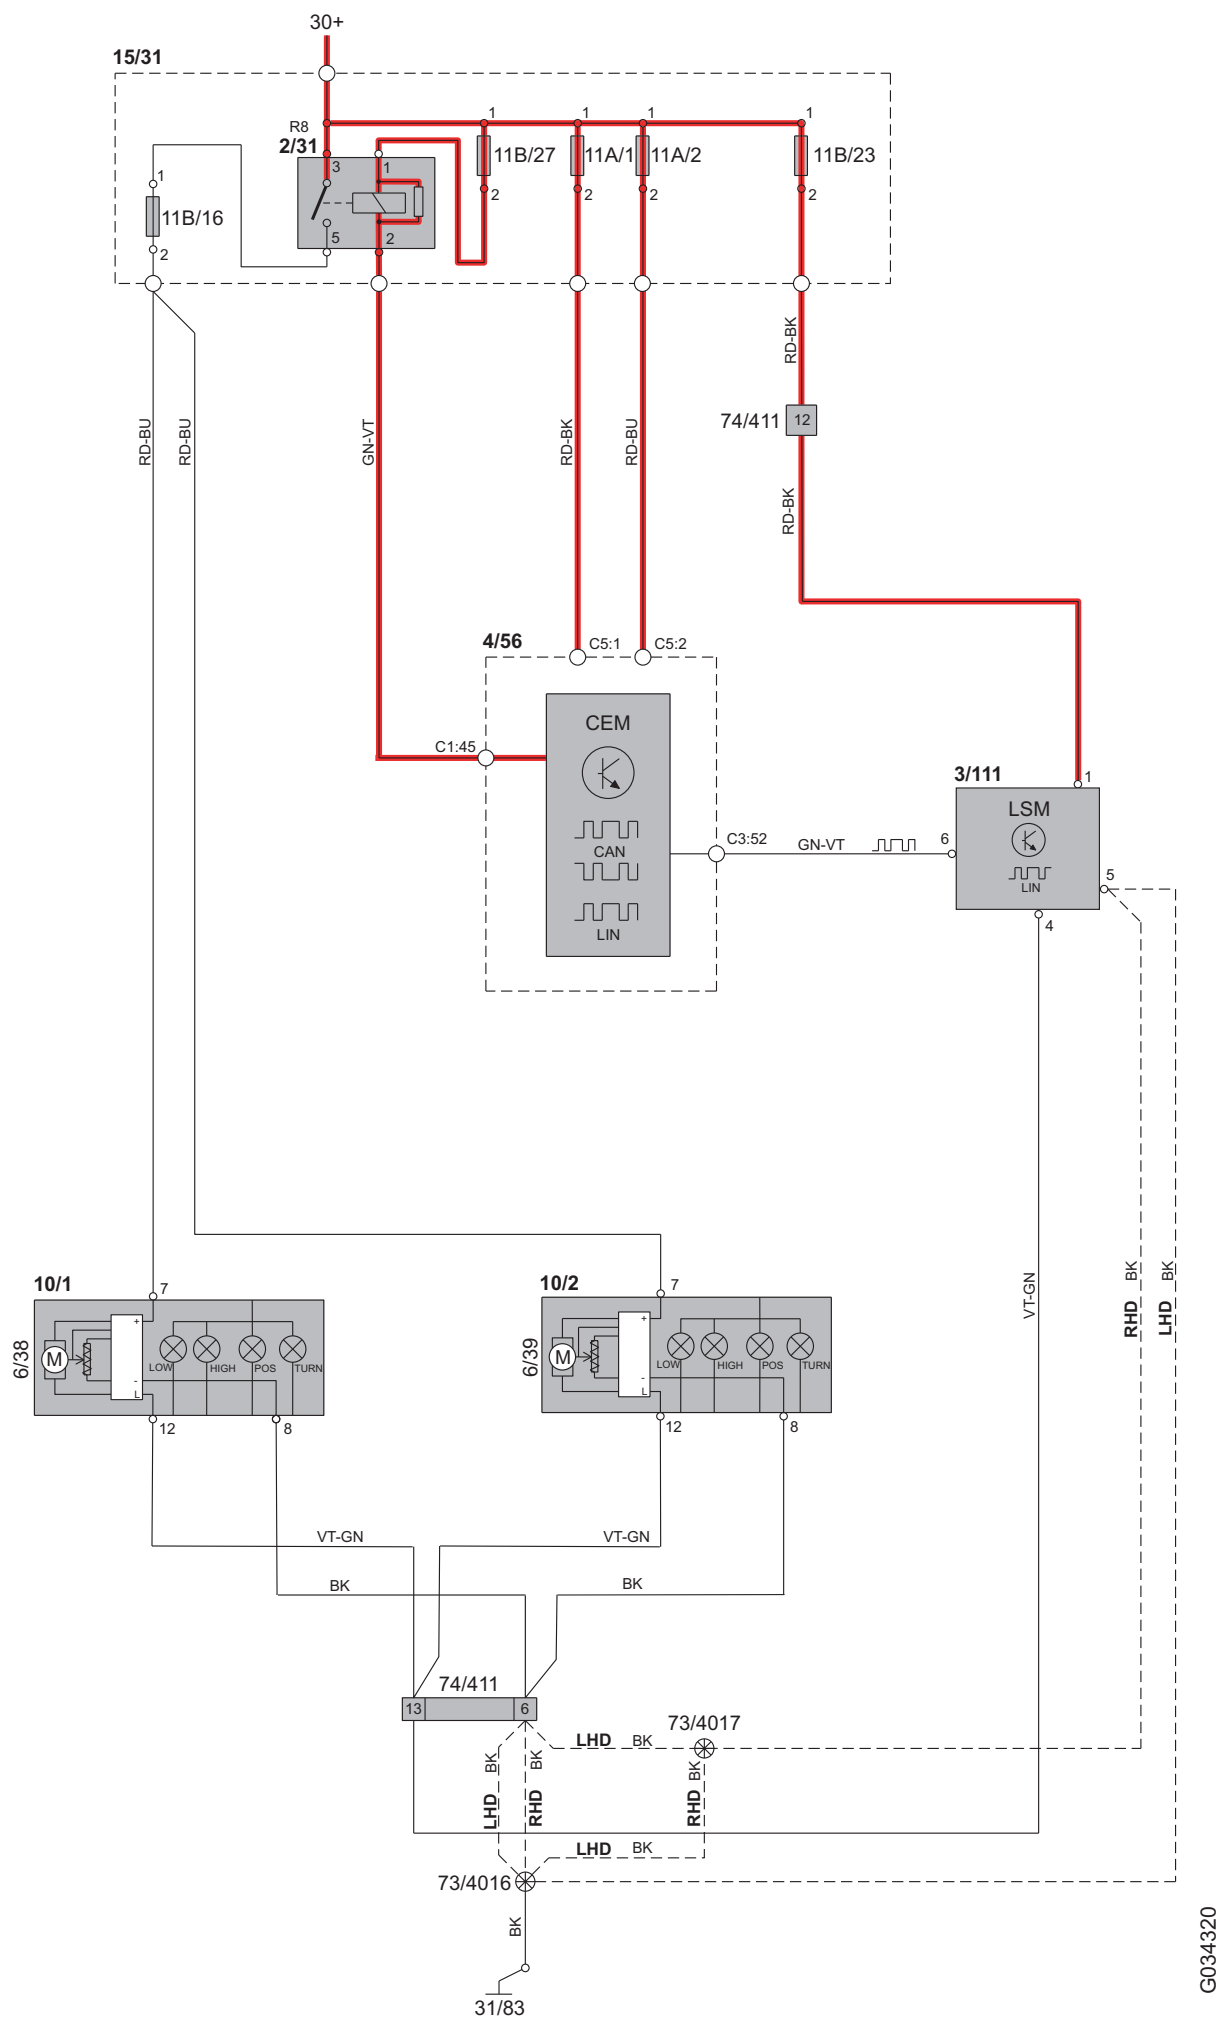 30+
15/31
R8
2/31
1
1
1
1
3
1
11B/27
11A/1
11A/2
11B/23
1
2
2
2
2
11B/16
5
2
2
RD-BK
74/411
12
RD-BU
RD-BU
GN-VT
RD-BK
RD-BU
RD-BK
4/56
C5:1
C5:2
CEM
C1:45
CAN
LIN
C3:52
GN-VT
6
3/111
1
LSM
LIN
5
4
VT-GN
RHD
BK
LHD
BK
10/1
7
6/38
M
+
-
L
LOW
HIGH
POS
TURN
12
8
10/2
7
6/39
M
+
-
L
LOW
HIGH
POS
TURN
12
8
VT-GN
VT-GN
BK
BK
74/411
13
6
73/4017
LHD BK
BK
BK
BK
LHD
RHD
RHD
LHD BK
73/4016
BK
31/83
G034320